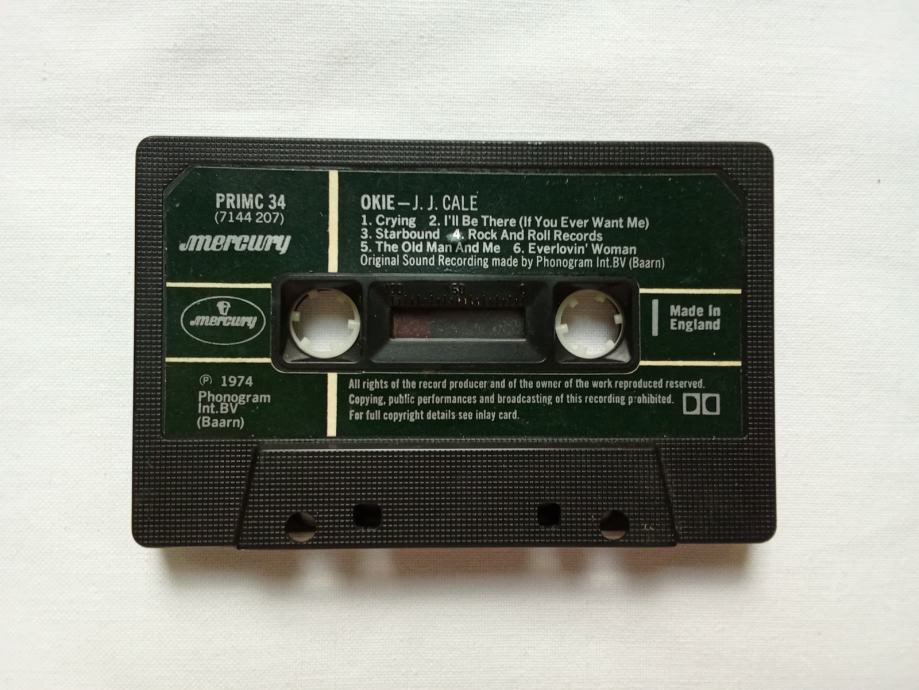 PRIMC 34
(7144 207)
mercury
OKIE—J. J. CALE
1. Crying 2. I'll Be There (If You Ever Want Me)
3. Starbound 4. Rock And Roll Records
5. The Old Man And Me 6. Everlovin' Woman
Original Sound Recording made by Phonogram Int.BV (Baarn)
mercury
50
Made in
England
℗ 1974
Phonogram
Int.BV
(Baarn)
All rights of the record producer and of the owner of the work reproduced reserved.
Copying, public performances and broadcasting of this recording prohibited.
For full copyright details see inlay card.